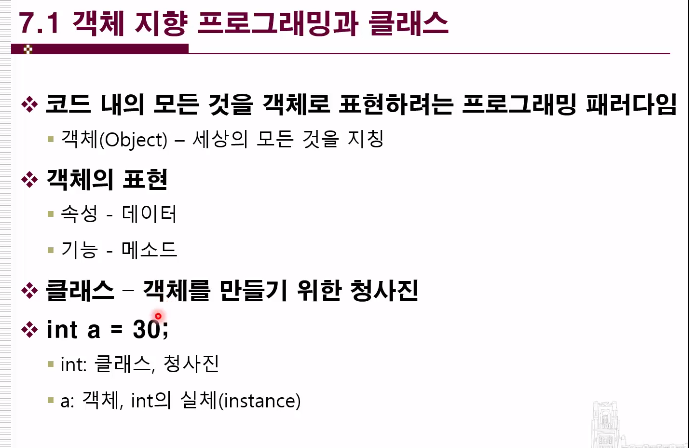 7.1 객체 지향 프로그래밍과 클래스
코드 내의 모든 것을 객체로 표현하려는 프로그래밍 패러다임
객체(Object) – 세상의 모든 것을 지칭
객체의 표현
속성 - 데이터
기능 - 메소드
클래스 – 객체를 만들기 위한 청사진
int a = 30;
int: 클래스, 청사진
a: 객체, int의 실체(instance)